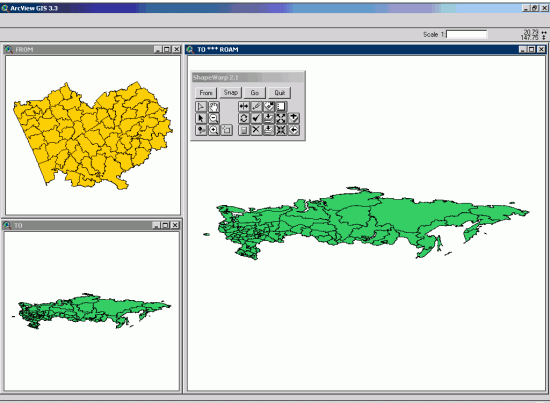 ArcView GIS 3.3
Scale 1:
20.79
147.75
FROM
TO *** ROAM
ShapeWarp 2.1
From Snap Go Quit
TO